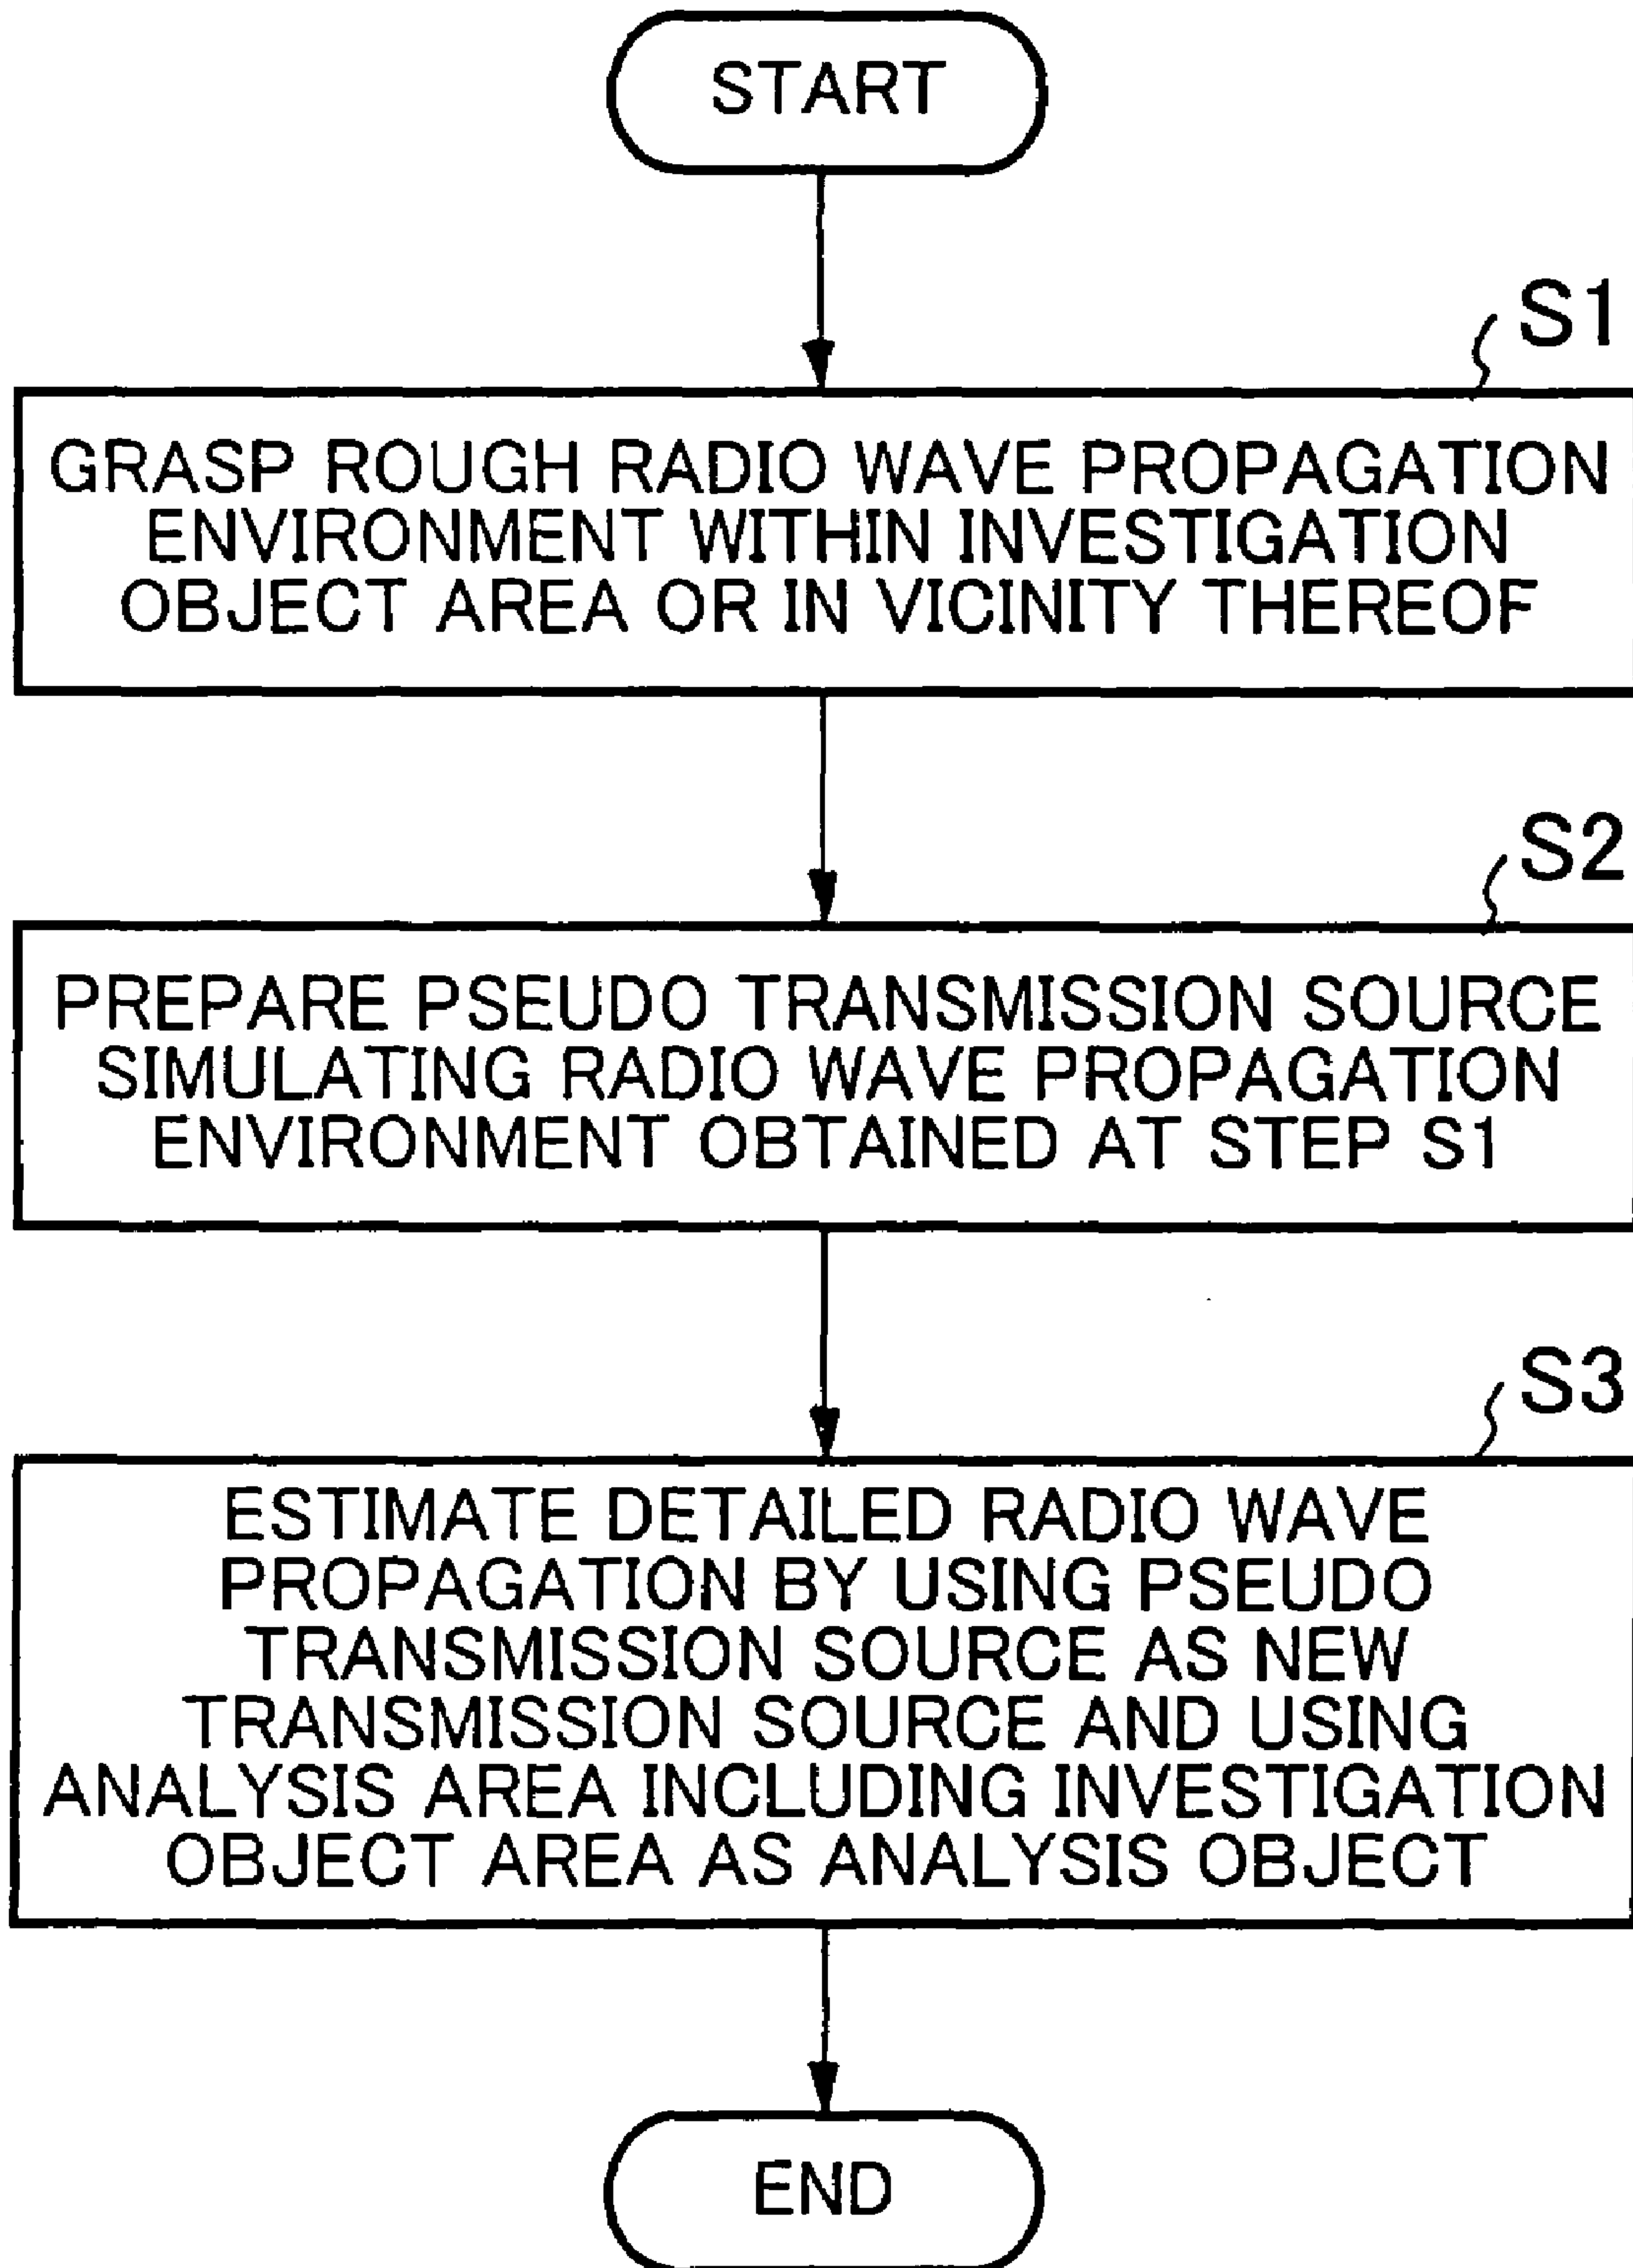 START
S1
GRASP ROUGH RADIO WAVE PROPAGATION
ENVIRONMENT WITHIN INVESTIGATION
OBJECT AREA OR IN VICINITY THEREOF
S2
PREPARE PSEUDO TRANSMISSION SOURCE
SIMULATING RADIO WAVE PROPAGATION
ENVIRONMENT OBTAINED AT STEP S1
S3
ESTIMATE DETAILED RADIO WAVE
PROPAGATION BY USING PSEUDO
TRANSMISSION SOURCE AS NEW
TRANSMISSION SOURCE AND USING
ANALYSIS AREA INCLUDING INVESTIGATION
OBJECT AREA AS ANALYSIS OBJECT
END